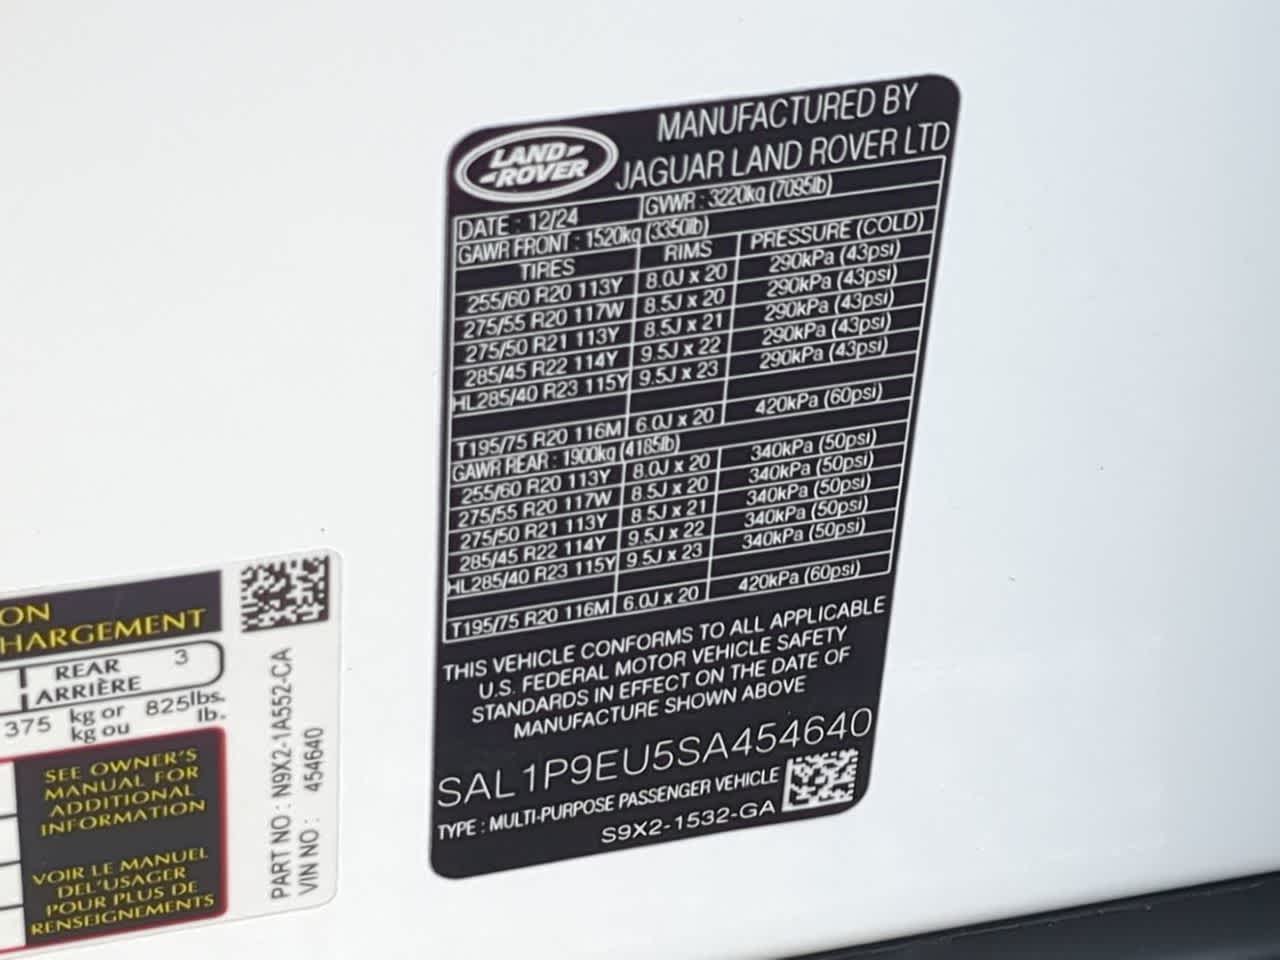 LAND ROVER
MANUFACTURED BY
JAGUAR LAND ROVER LTD
DATE : 12/24 GVWR : 3220kg (7095lb)
GAWR FRONT : 1520kg (3350lb)
TIRES RIMS PRESSURE (COLD)
255/60 R20 113Y 8.0J x 20 290kPa (43psi)
275/55 R20 117W 8.5J x 20 290kPa (43psi)
275/50 R21 113Y 8.5J x 21 290kPa (43psi)
285/45 R22 114Y 9.5J x 22 290kPa (43psi)
HL285/40 R23 115Y 9.5J x 23 290kPa (43psi)
T195/75 R20 116M 6.0J x 20 420kPa (60psi)
GAWR REAR : 1900kg (4185lb)
255/60 R20 113Y 8.0J x 20 340kPa (50psi)
275/55 R20 117W 8.5J x 20 340kPa (50psi)
275/50 R21 113Y 8.5J x 21 340kPa (50psi)
285/45 R22 114Y 9.5J x 22 340kPa (50psi)
HL285/40 R23 115Y 9.5J x 23 340kPa (50psi)
T195/75 R20 116M 6.0J x 20 420kPa (60psi)
THIS VEHICLE CONFORMS TO ALL APPLICABLE
U.S. FEDERAL MOTOR VEHICLE SAFETY
STANDARDS IN EFFECT ON THE DATE OF
MANUFACTURE SHOWN ABOVE
SAL1P9EU5SA454640
TYPE : MULTI-PURPOSE PASSENGER VEHICLE
S9X2-1532-GA
ON
HARGEMENT
REAR 3
ARRIÈRE
375 kg or 825lbs.
kg ou lb.
SEE OWNER'S
MANUAL FOR
ADDITIONAL
INFORMATION
VOIR LE MANUEL
DEL'USAGER
POUR PLUS DE
RENSEIGNEMENTS
PART NO : N9X2-1A552-CA
VIN NO : 454640